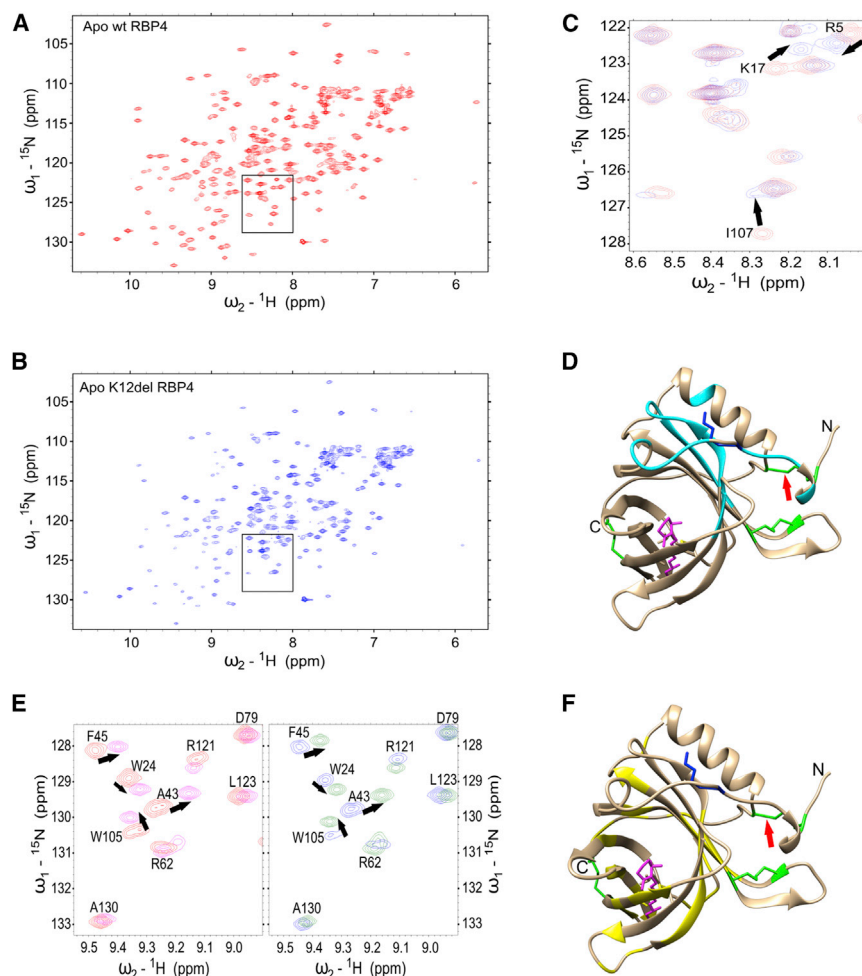 A
Apo wt RBP4
105
110
115
120
125
130
ω₁ - ¹⁵N (ppm)
10 9 8 7 6
ω₂ - ¹H (ppm)
B
Apo K12del RBP4
105
110
115
120
125
130
ω₁ - ¹⁵N (ppm)
10 9 8 7 6
ω₂ - ¹H (ppm)
C
122
123
124
125
126
127
128
ω₁ - ¹⁵N (ppm)
R5
K17
I107
8.6 8.5 8.4 8.3 8.2 8.1
ω₂ - ¹H (ppm)
D
N
C
E
128
129
130
131
132
133
ω₁ - ¹⁵N (ppm)
D79
F45
R121
W24
A43
L123
W105
R62
A130
9.5 9.4 9.3 9.2 9.1 9.0
ω₂ - ¹H (ppm)
D79
F45
R121
W24
A43
L123
W105
R62
A130
9.5 9.4 9.3 9.2 9.1 9.0
ω₂ - ¹H (ppm)
128
129
130
131
132
133
ω₁ - ¹⁵N (ppm)
F
N
C